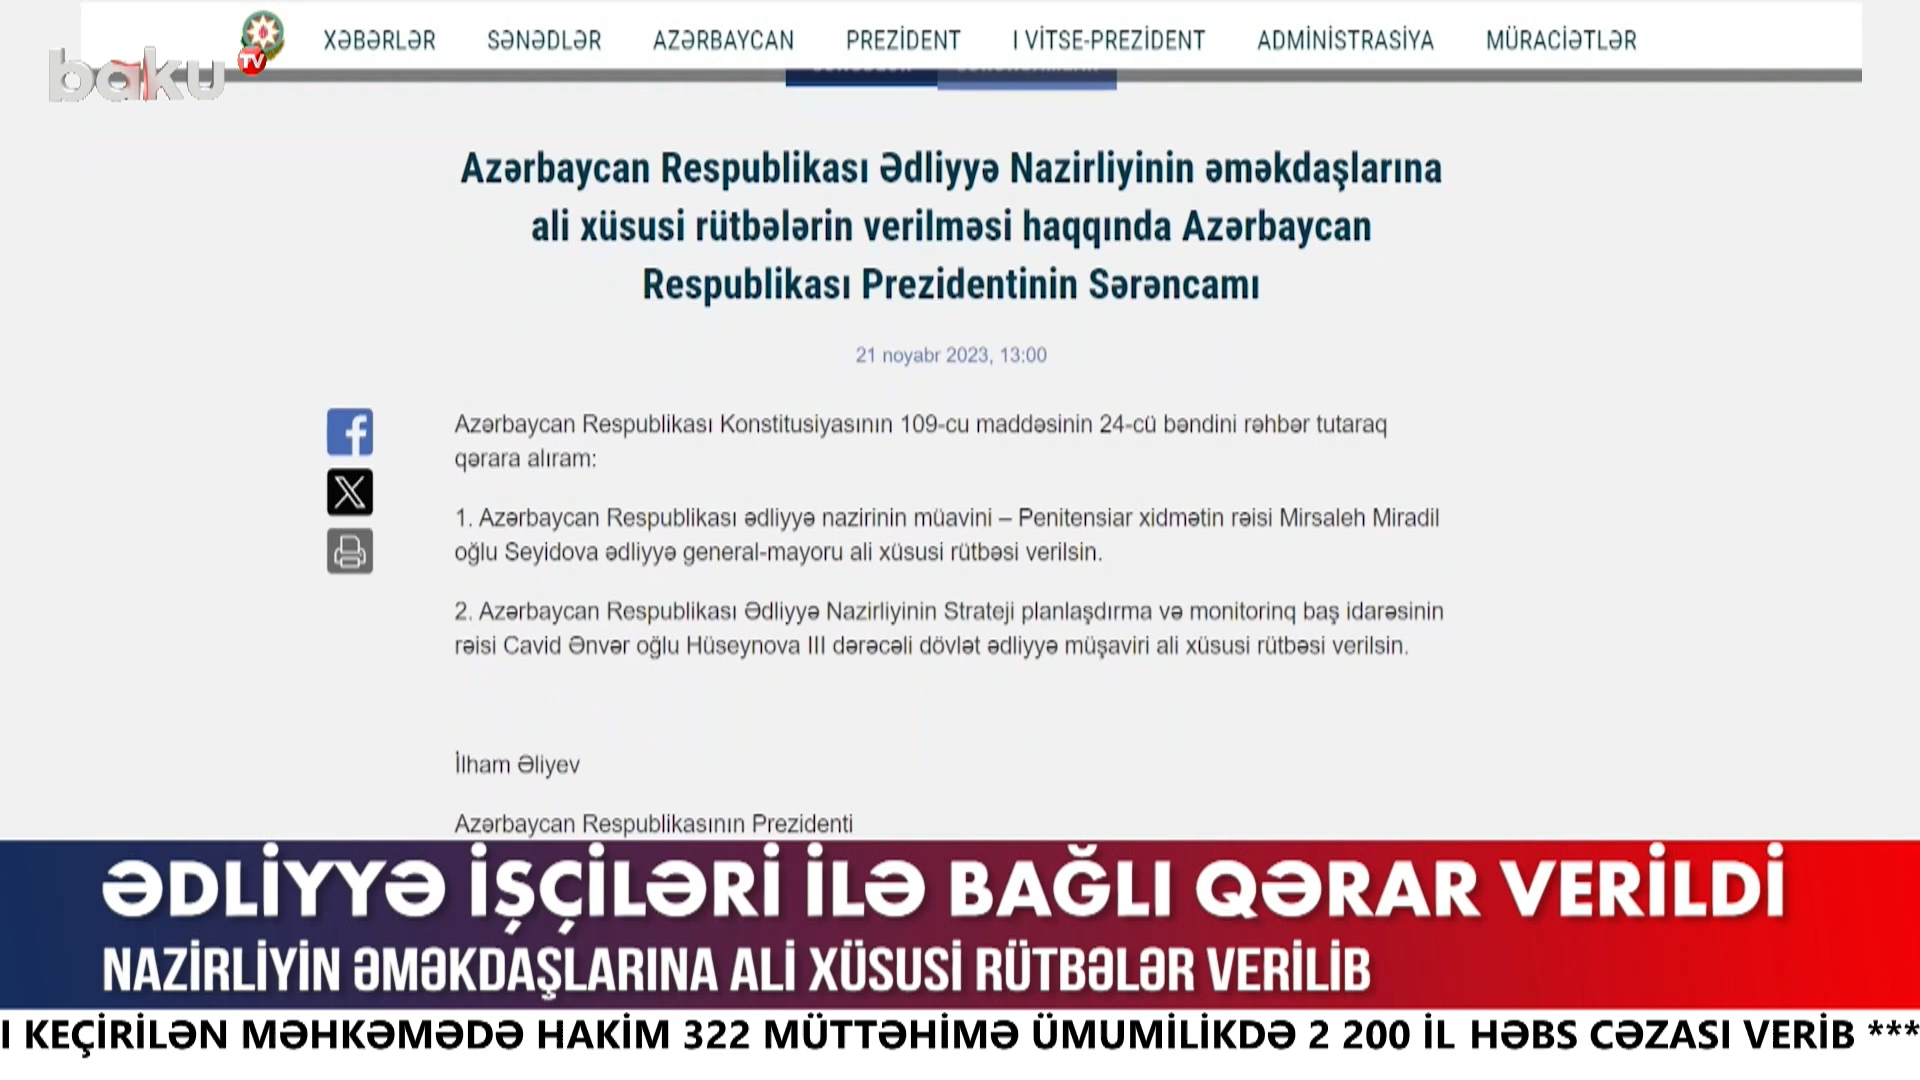 XƏBƏRLƏR SƏNƏDLƏR AZƏRBAYCAN PREZİDENT I VİTSE-PREZİDENT ADMİNİSTRASİYA MÜRACİƏTLƏR
baku TV
Azərbaycan Respublikası Ədliyyə Nazirliyinin əməkdaşlarına
ali xüsusi rütbələrin verilməsi haqqında Azərbaycan
Respublikası Prezidentinin Sərəncamı
21 noyabr 2023, 13:00
Azərbaycan Respublikası Konstitusiyasının 109-cu maddəsinin 24-cü bəndini rəhbər tutaraq
qərara alıram:
1. Azərbaycan Respublikası ədliyyə nazirinin müavini – Penitensiar xidmətin rəisi Mirsaleh Miradil
oğlu Seyidova ədliyyə general-mayoru ali xüsusi rütbəsi verilsin.
2. Azərbaycan Respublikası Ədliyyə Nazirliyinin Strateji planlaşdırma və monitorinq baş idarəsinin
rəisi Cavid Ənvər oğlu Hüseynova III dərəcəli dövlət ədliyyə müşaviri ali xüsusi rütbəsi verilsin.
İlham Əliyev
Azərbaycan Respublikasının Prezidenti
ƏDLİYYƏ İŞÇİLƏRİ İLƏ BAĞLI QƏRAR VERİLDİ
NAZİRLİYİN ƏMƏKDAŞLARINA ALİ XÜSUSİ RÜTBƏLƏR VERİLİB
I KEÇİRİLƏN MƏHKƏMƏDƏ HAKİM 322 MÜTTƏHİMƏ ÜMUMİLİKDƏ 2 200 İL HƏBS CƏZASI VERİB ***